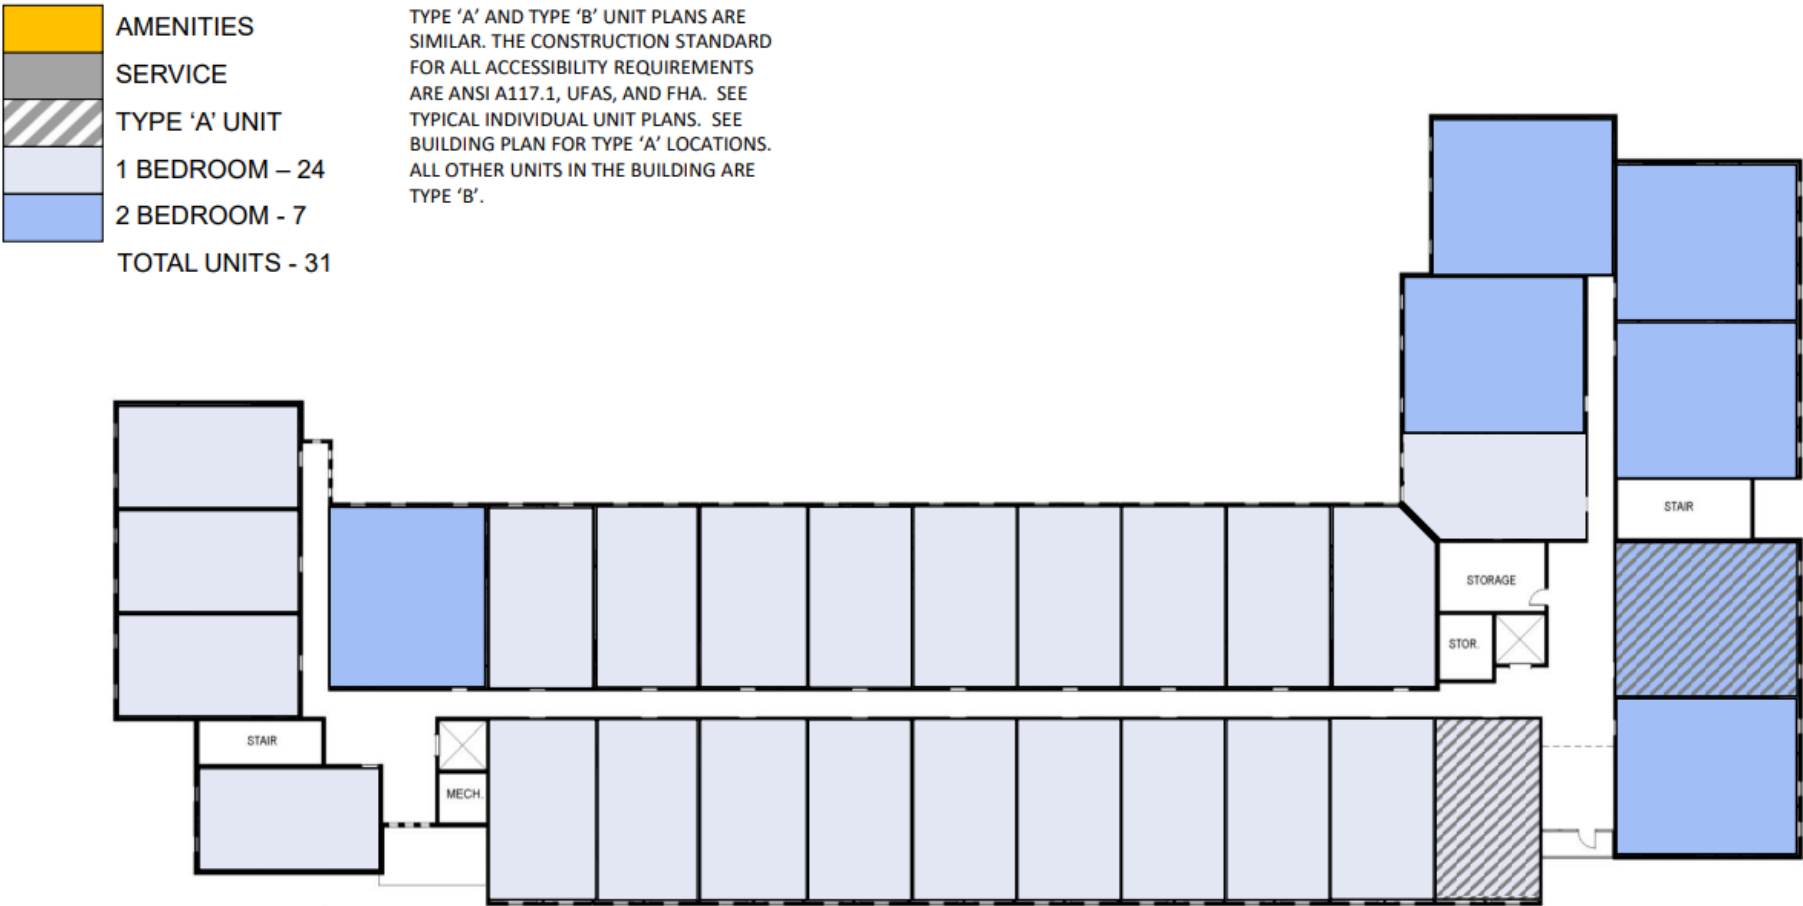 AMENITIES
SERVICE
TYPE ‘A’ UNIT
1 BEDROOM – 24
2 BEDROOM - 7
TOTAL UNITS - 31
TYPE ‘A’ AND TYPE ‘B’ UNIT PLANS ARE
SIMILAR. THE CONSTRUCTION STANDARD
FOR ALL ACCESSIBILITY REQUIREMENTS
ARE ANSI A117.1, UFAS, AND FHA. SEE
TYPICAL INDIVIDUAL UNIT PLANS. SEE
BUILDING PLAN FOR TYPE ‘A’ LOCATIONS.
ALL OTHER UNITS IN THE BUILDING ARE
TYPE ‘B’.
STAIR
STORAGE
STOR.
STAIR
MECH.